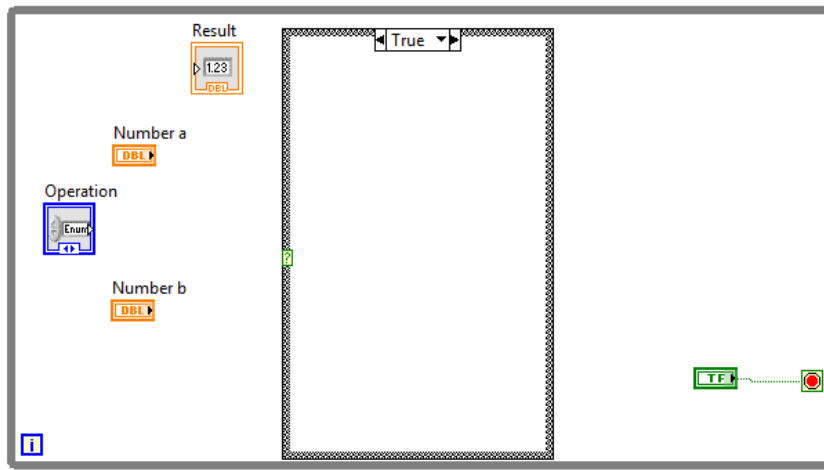 Result
True
1.23
DBL
Number a
DBL
Operation
Enum
?
Number b
DBL
TF
i